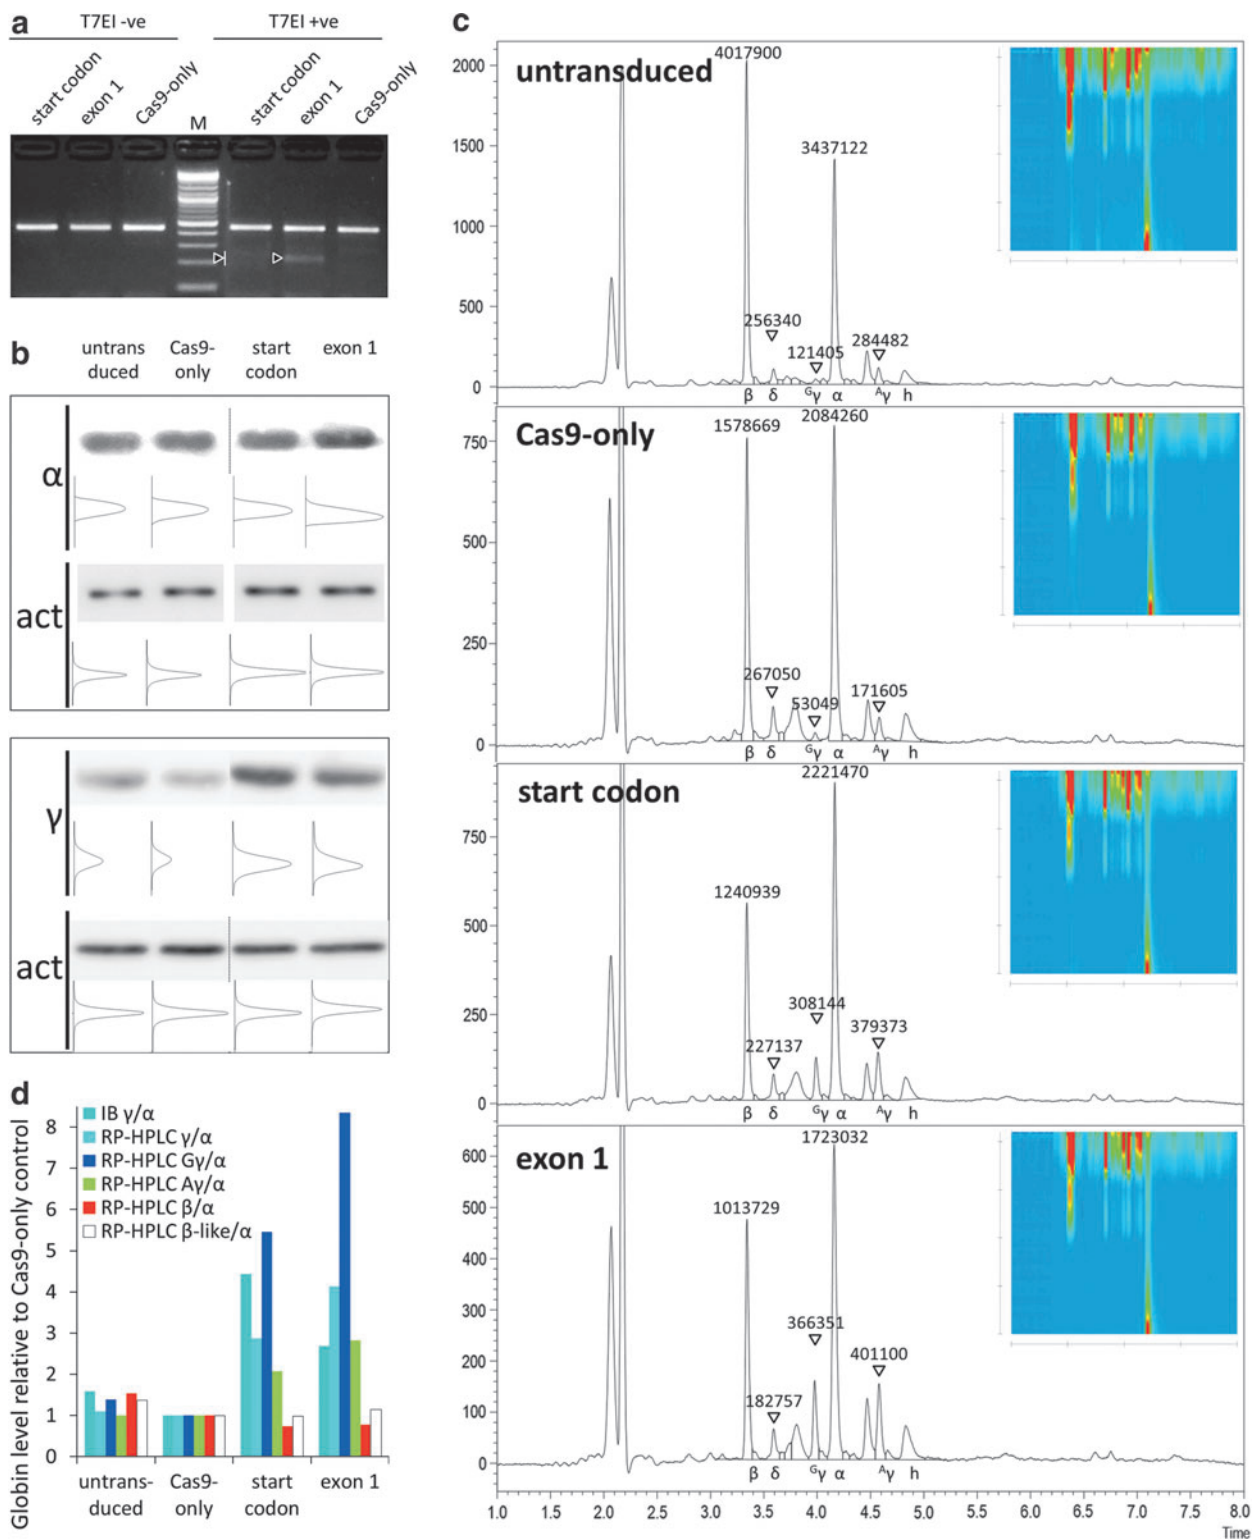 a
T7EI -ve
T7EI +ve
start codon
exon 1
Cas9-only
M
start codon
exon 1
Cas9-only
b
untrans
duced
Cas9-
only
start
codon
exon 1
α
act
γ
act
d
Globin level relative to Cas9-only control
IB γ/α
RP-HPLC γ/α
RP-HPLC Gγ/α
RP-HPLC Aγ/α
RP-HPLC β/α
RP-HPLC β-like/α
8
7
6
5
4
3
2
1
0
untrans-
duced
Cas9-
only
start
codon
exon 1
c
untransduced
2000
1500
1000
500
0
4017900
256340
121405
3437122
284482
β δ Gγ α Aγ h
Cas9-only
750
500
250
0
1578669
267050
53049
2084260
171605
β δ Gγ α Aγ h
start codon
750
500
250
0
1240939
227137
308144
2221470
379373
β δ Gγ α Aγ h
exon 1
600
500
400
300
200
100
0
1013729
182757
366351
1723032
401100
β δ Gγ α Aγ h
1.0 1.5 2.0 2.5 3.0 3.5 4.0 4.5 5.0 5.5 6.0 6.5 7.0 7.5 8.0
Time